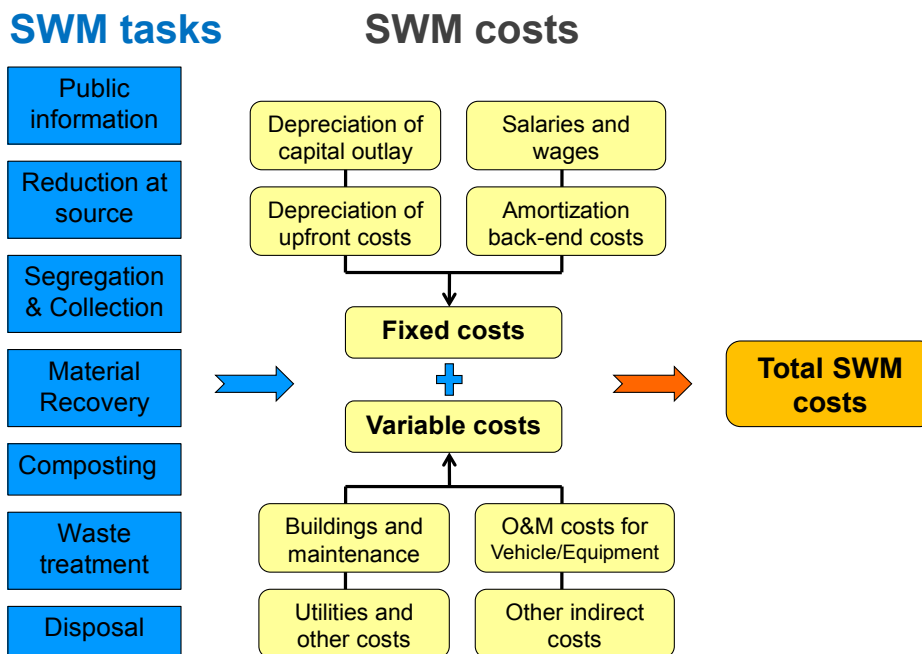 SWM tasks
SWM costs
Public
information
Reduction at
source
Segregation
& Collection
Material
Recovery
Composting
Waste
treatment
Disposal
Depreciation of
capital outlay
Salaries and
wages
Depreciation of
upfront costs
Amortization
back-end costs
Fixed costs
Variable costs
Buildings and
maintenance
O&M costs for
Vehicle/Equipment
Utilities and
other costs
Other indirect
costs
Total SWM
costs